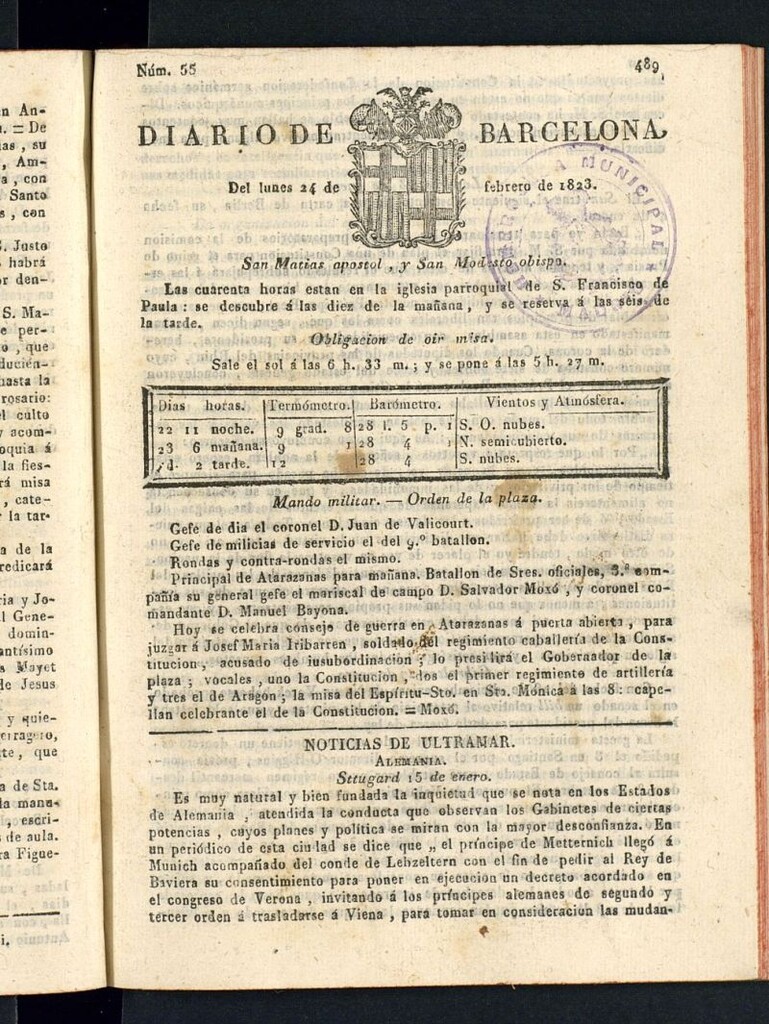 Núm. 55
489
DIARIO DE BARCELONA,
Del lunes 24 de febrero de 1823.
San Matias apostol, y San Modesto obispo.
Las cuarenta horas estan en la iglesia parroquial de S. Francisco de
Paula: se descubre á las diez de la mañana, y se reserva á las séis de
la tarde.
Obligacion de oir misa.
Sale el sol á las 6 h. 33 m.; y se pone á las 5 h. 27 m.
Dias horas. Termómetro. Barómetro. Vientos y Atmósfera.
22 11 noche. 9 grad. 8 28 l. 5 p. 1 S. O. nubes.
23 6 mañana. 9 1 28 4 1 N. semicubierto.
id. 2 tarde. 12 28 4 S. nubes.
Mando militar. — Orden de la plaza.
Gefe de dia el coronel D. Juan de Valicourt.
Gefe de milicias de servicio el del 9.º batallon.
Rondas y contra-rondas el mismo.
Principal de Atarazanas para mañana. Batallon de Sres. oficiales, 3.ª com-
pañía su general gefe el mariscal de campo D. Salvador Moxó, y coronel co-
mandante D. Manuel Bayona.
Hoy se celebra consejo de guerra en Atarazanas á puerta abierta, para
juzgar á Josef Maria Iribarren, soldado del regimiento caballería de la Cons-
titucion, acusado de iusubordinacion; lo presilirá el Gobernador de la
plaza; vocales, uno la Constitucion, dos el primer regimiento de artillería
y tres el de Aragon; la misa del Espíritu-Sto. en Sta. Mónica á las 8: cape-
llan celebrante el de la Constitucion. = Moxó.
NOTICIAS DE ULTRAMAR.
ALEMANIA.
Sttugard 15 de enero.
Es muy natural y bien fundada la inquietud que se nota en los Estados
de Alemania, atendida la conducta que observan los Gabinetes de ciertas
potencias, cuyos planes y política se miran con la mayor desconfianza. En
un periódico de esta ciudad se dice que „ el príncipe de Metternich llegó á
Munich acompañado del conde de Lebzeltern con el fin de pedir al Rey de
Baviera su consentimiento para poner en ejecucion un decreto acordado en
el congreso de Verona, invitando á los príncipes alemanes de segundo y
tercer orden á trasladarse á Viena, para tomar en consideracion las mudan-